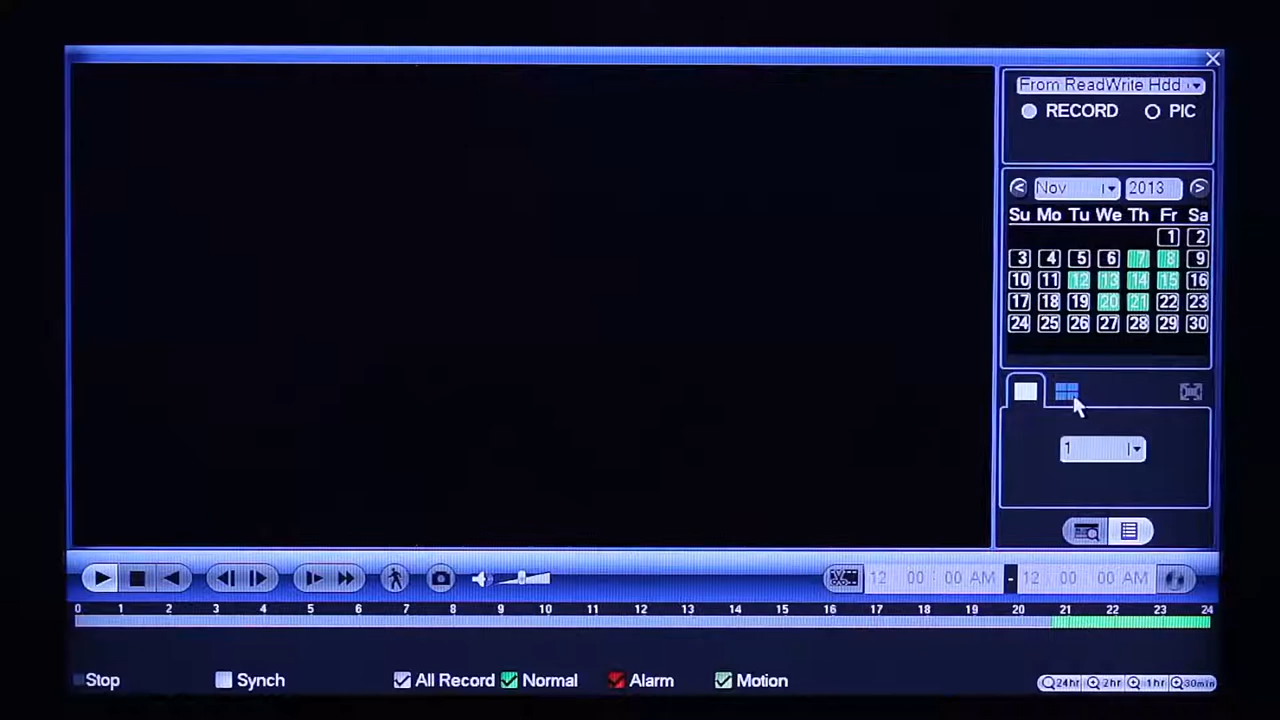 From ReadWrite Hdd
RECORD PIC
Nov 2013
Su Mo Tu We Th Fr Sa
1 2
3 4 5 6 7 8 9
10 11 12 13 14 15 16
17 18 19 20 21 22 23
24 25 26 27 28 29 30
1
12 : 00 : 00 AM - 12 : 00 : 00 AM
0 1 2 3 4 5 6 7 8 9 10 11 12 13 14 15 16 17 18 19 20 21 22 23 24
Stop Synch All Record Normal Alarm Motion 24hr 2hr 1hr 30min